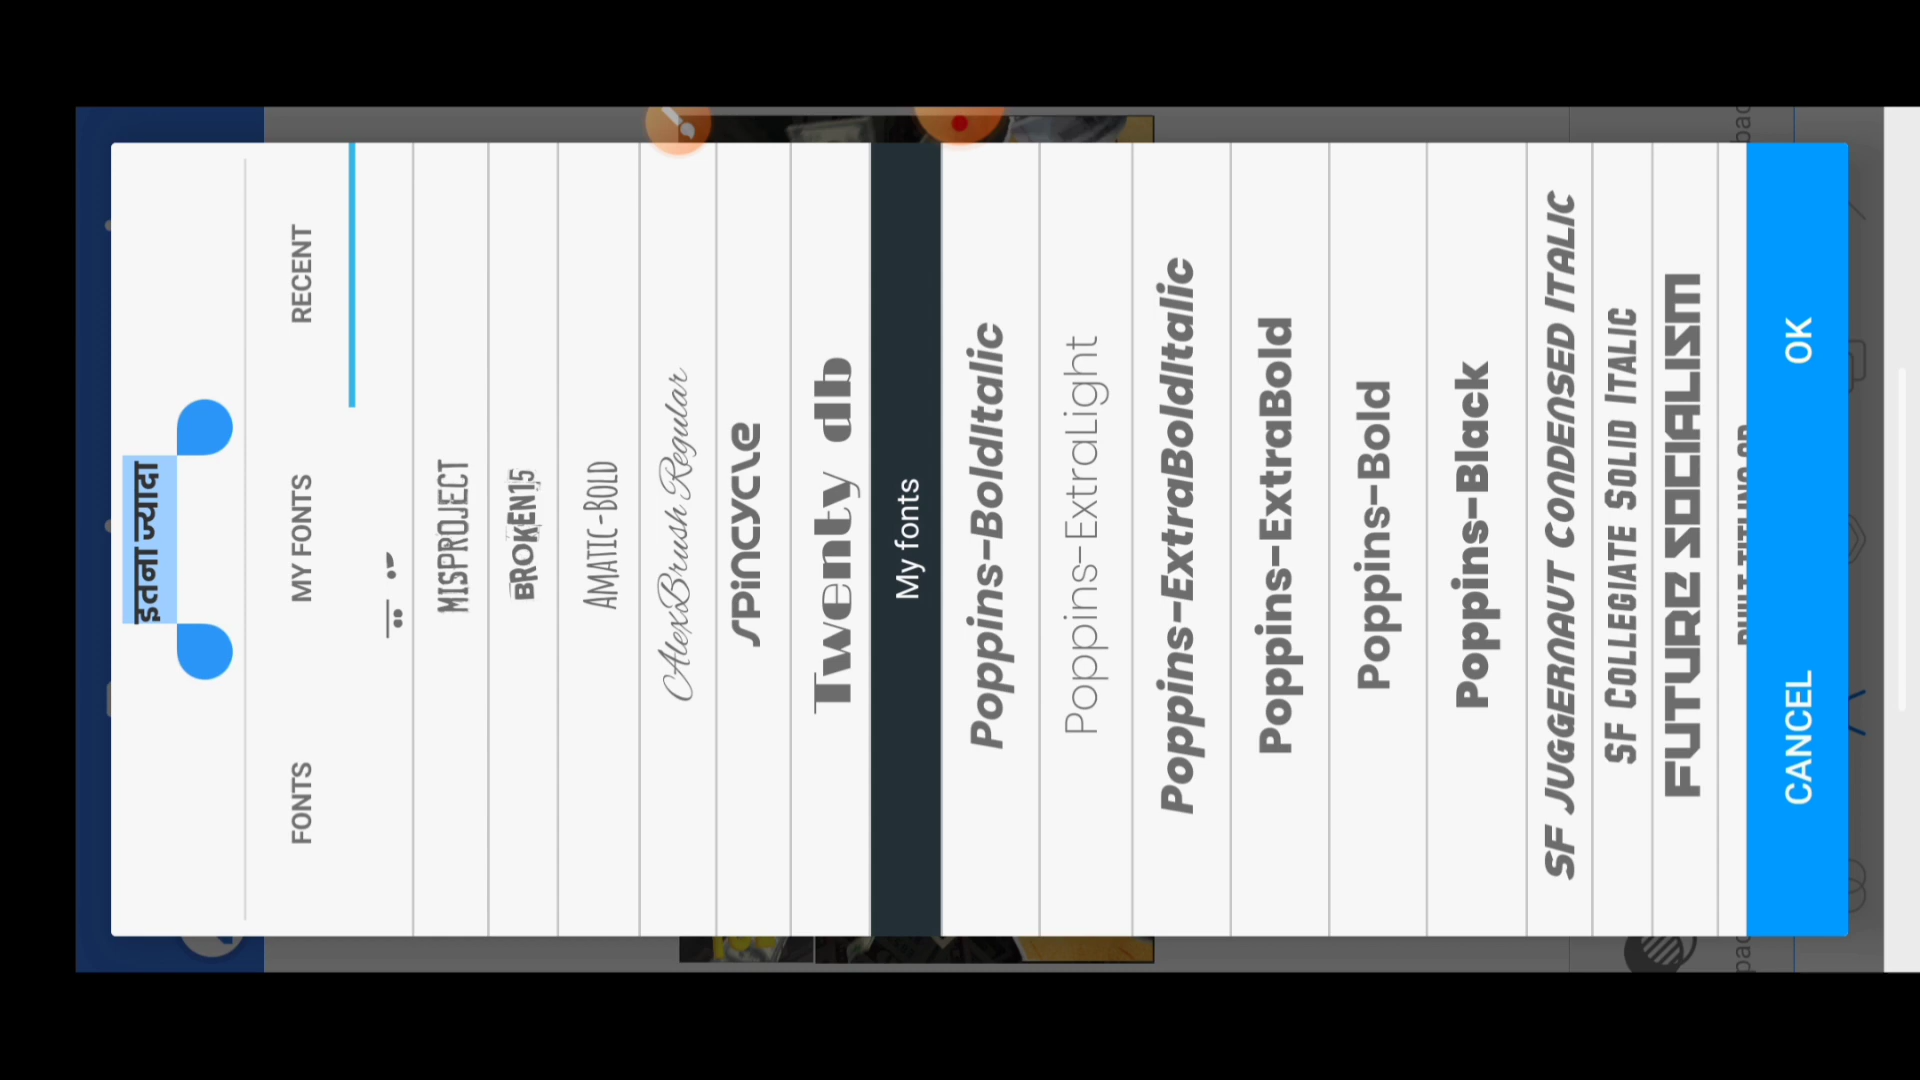 इतना ज्यादा
FONTS
MY FONTS
RECENT
MISPROJECT
BROKEN15
AMATIC-BOLD
AlexBrush Regular
SPINCYCLE
Twenty db
My fonts
Poppins-BoldItalic
Poppins-ExtraLight
Poppins-ExtraBoldItalic
Poppins-ExtraBold
Poppins-Bold
Poppins-Black
SF JUGGERNAUT CONDENSED ITALIC
SF COLLEGIATE SOLID ITALIC
FUTURE SOCIALISM
CANCEL
OK